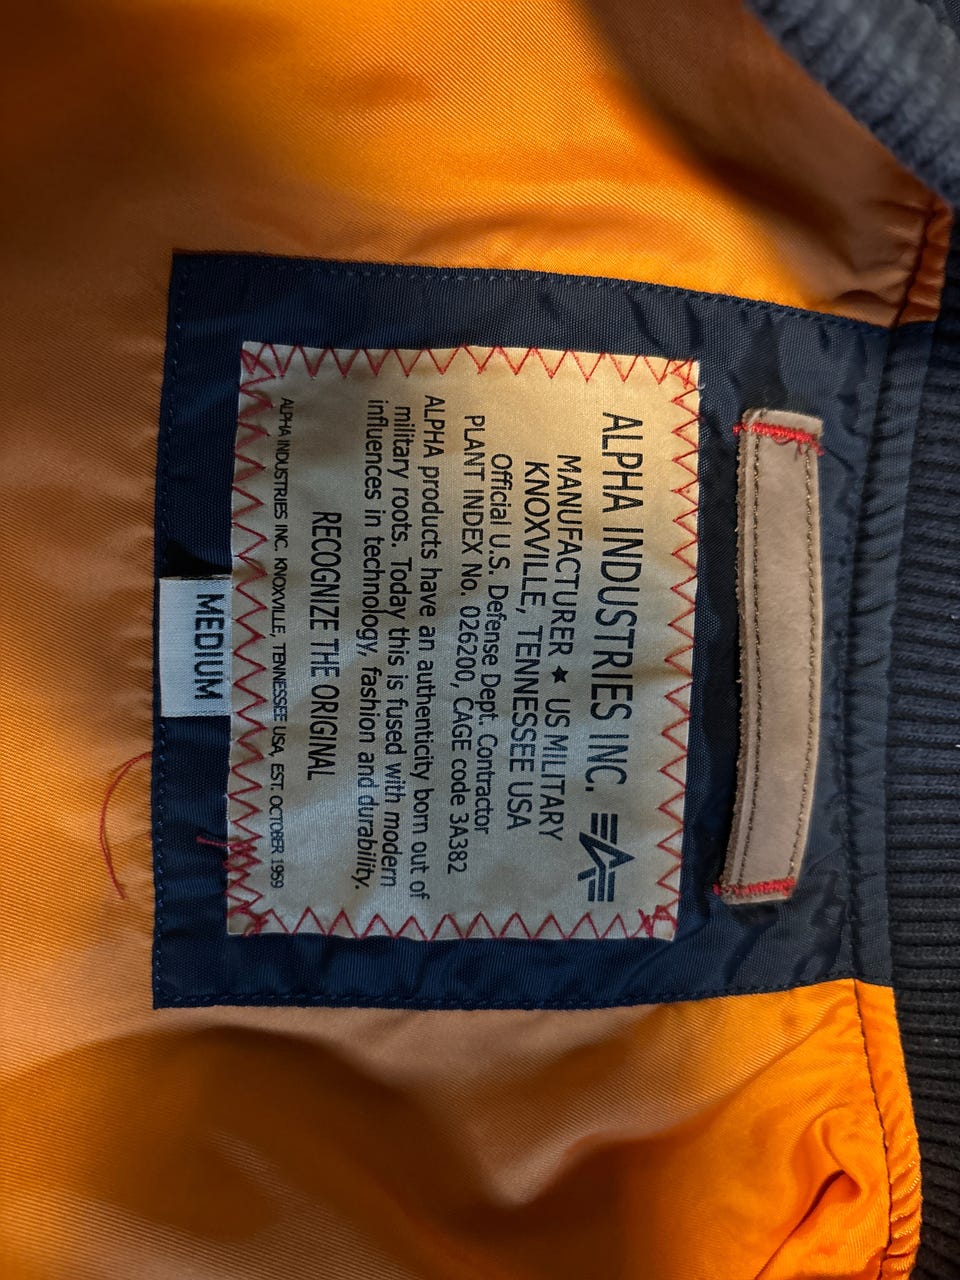 ALPHA INDUSTRIES INC.
MANUFACTURER ★ US MILITARY
KNOXVILLE, TENNESSEE USA
Official U.S. Defense Dept. Contractor
PLANT INDEX No. 026200, CAGE code 3A382
ALPHA products have an authenticity born out of
military roots. Today this is fused with modern
influences in technology, fashion and durability.
RECOGNIZE THE ORIGINAL
ALPHA INDUSTRIES INC. KNOXVILLE, TENNESSEE USA, EST. OCTOBER 1959
MEDIUM